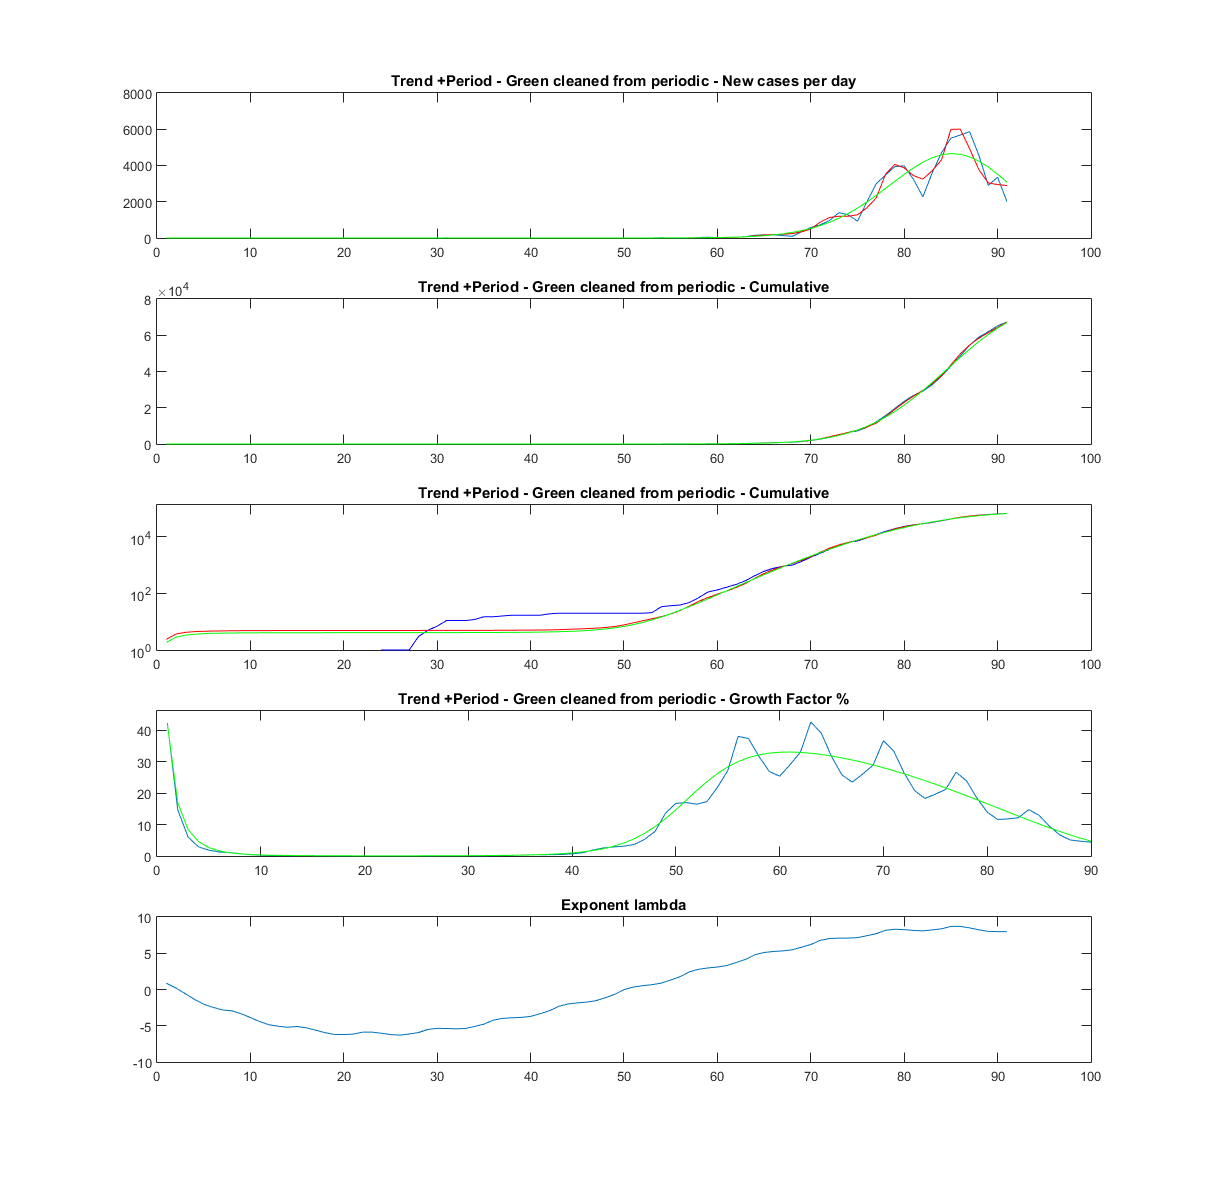 Trend +Period - Green cleaned from periodic - New cases per day
8000
6000
4000
2000
0
0 10 20 30 40 50 60 70 80 90 100
Trend +Period - Green cleaned from periodic - Cumulative
×10^4
8
6
4
2
0
0 10 20 30 40 50 60 70 80 90 100
Trend +Period - Green cleaned from periodic - Cumulative
10^4
10^2
10^0
0 10 20 30 40 50 60 70 80 90 100
Trend +Period - Green cleaned from periodic - Growth Factor %
40
30
20
10
0
0 10 20 30 40 50 60 70 80 90
Exponent lambda
10
5
0
-5
-10
0 10 20 30 40 50 60 70 80 90 100